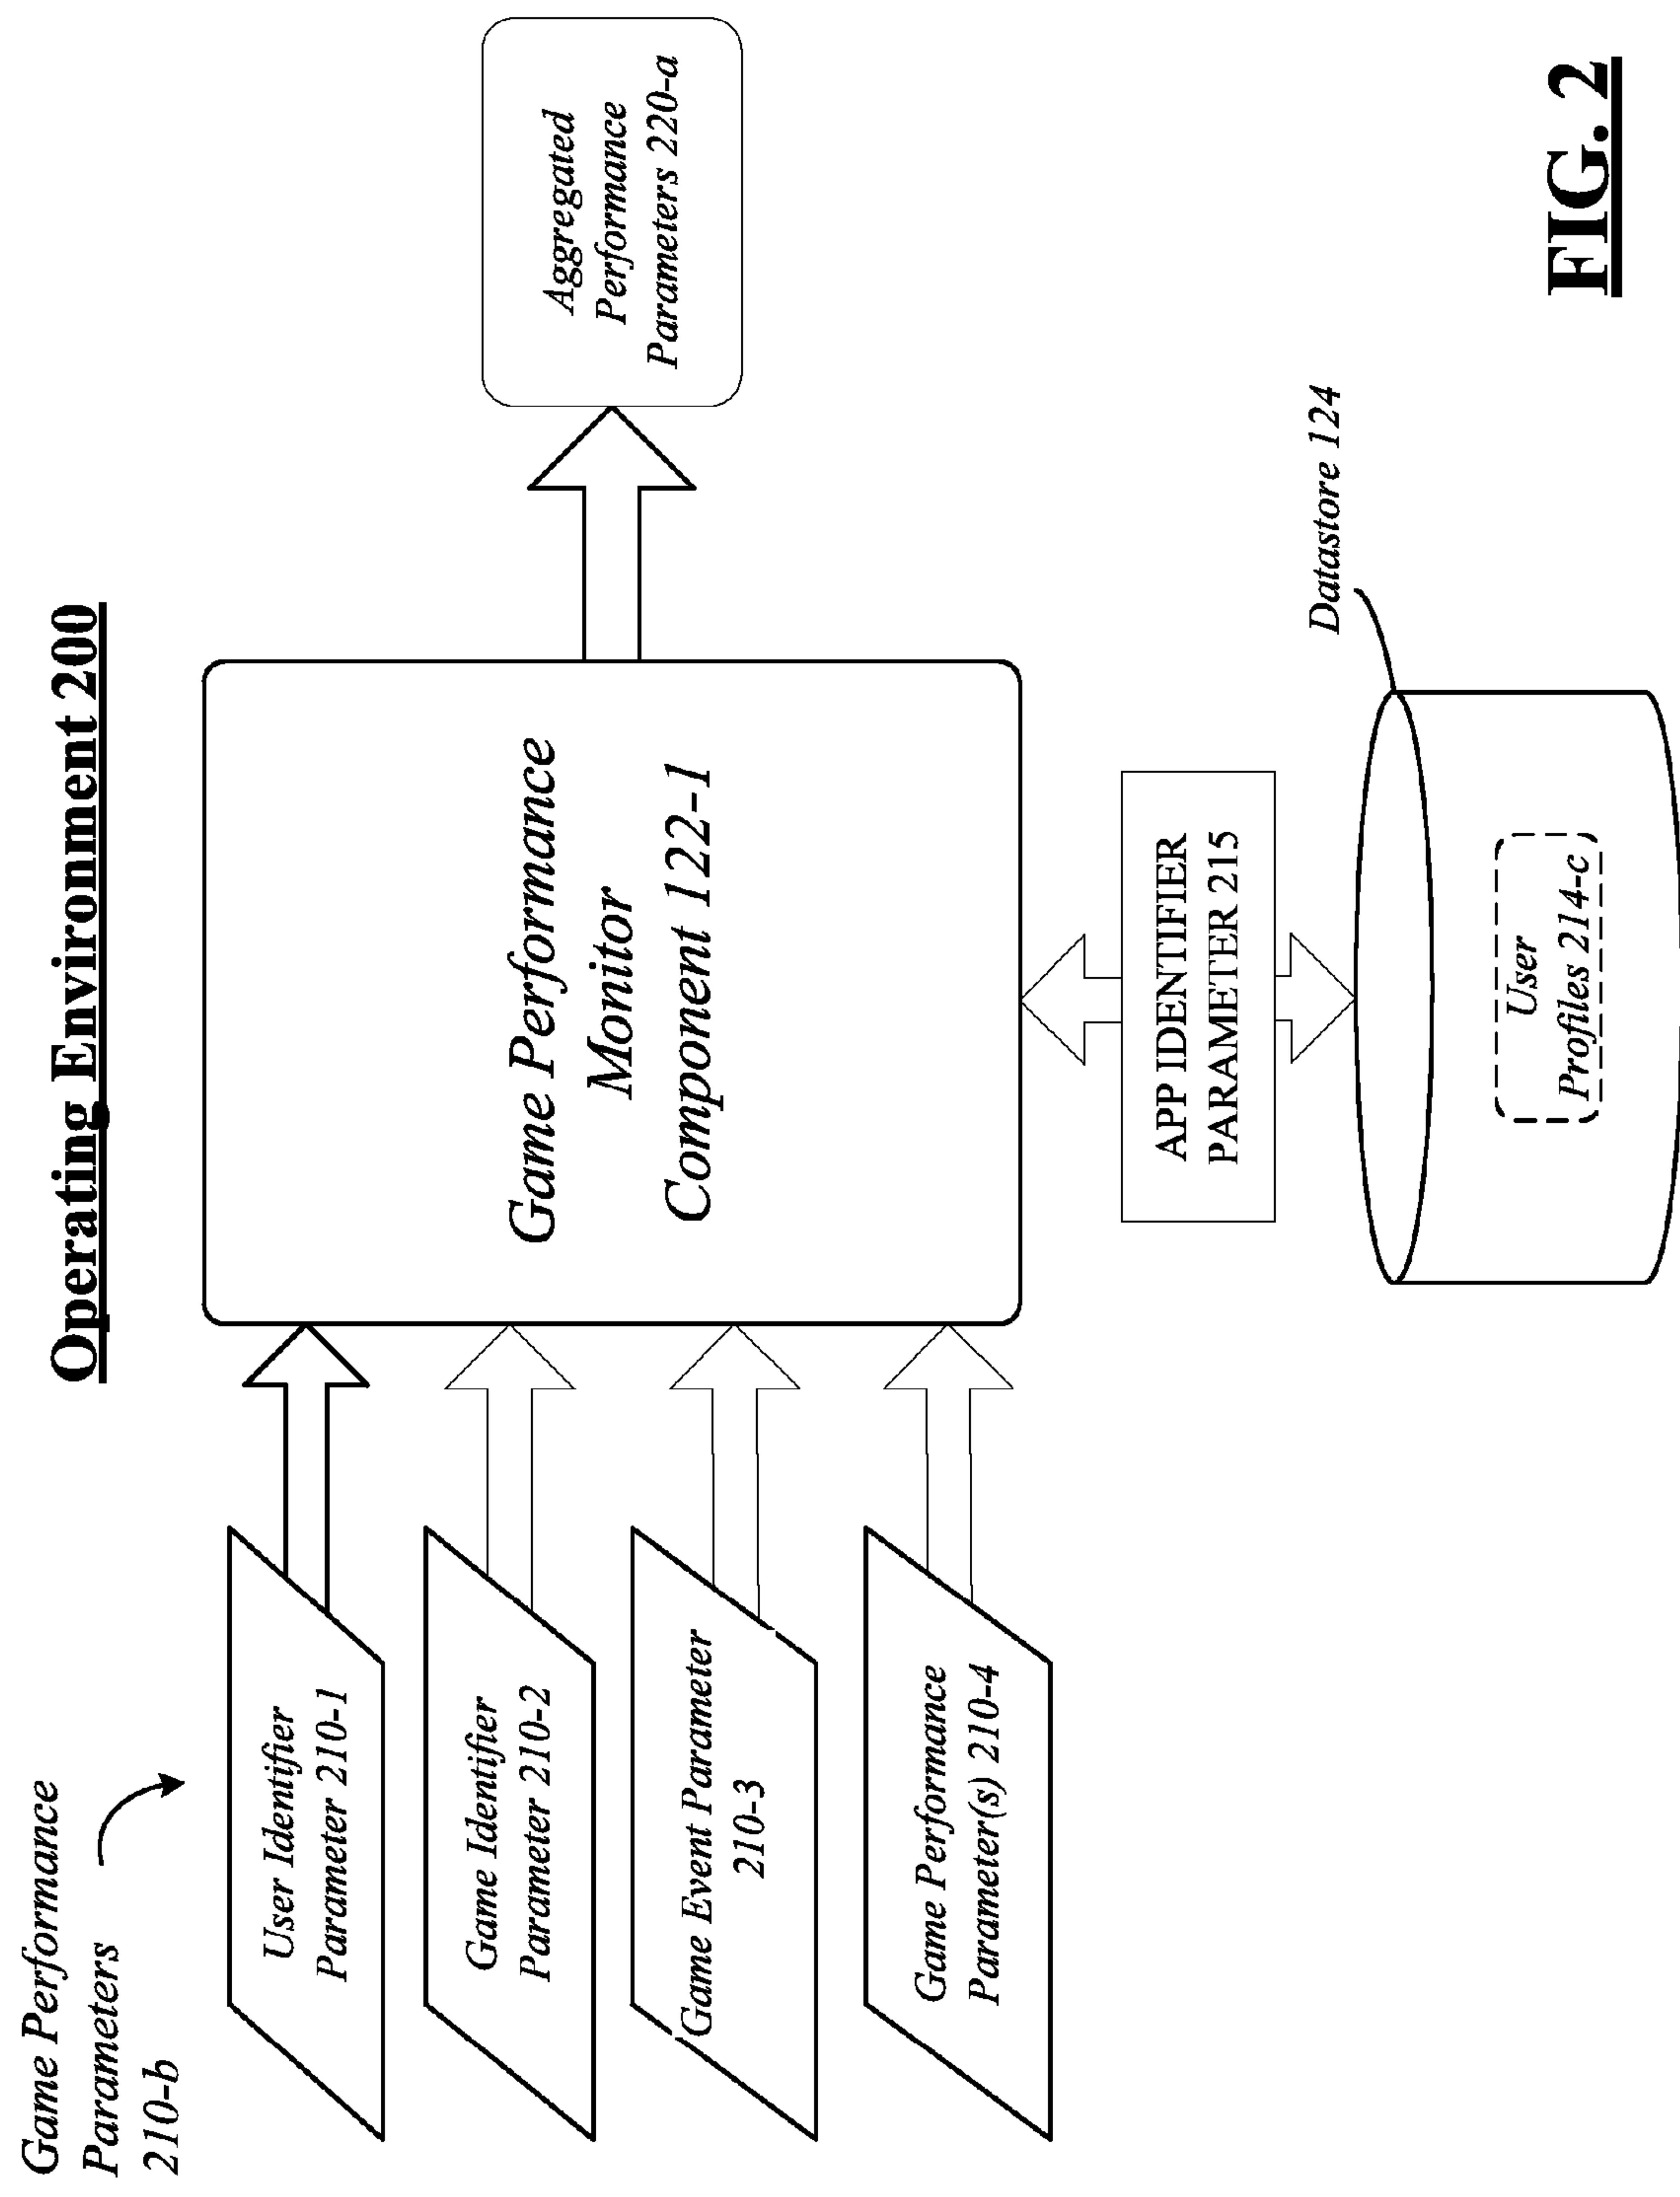 Operating Environment 200
Game Performance
Parameters
210-b
User Identifier
Parameter 210-1
Game Identifier
Parameter 210-2
Game Event Parameter
210-3
Game Performance
Parameter(s) 210-4
Game Performance
Monitor
Component 122-1
Aggregated
Performance
Parameters 220-a
APP IDENTIFIER
PARAMETER 215
Datastore 124
User
Profiles 214-c
FIG. 2